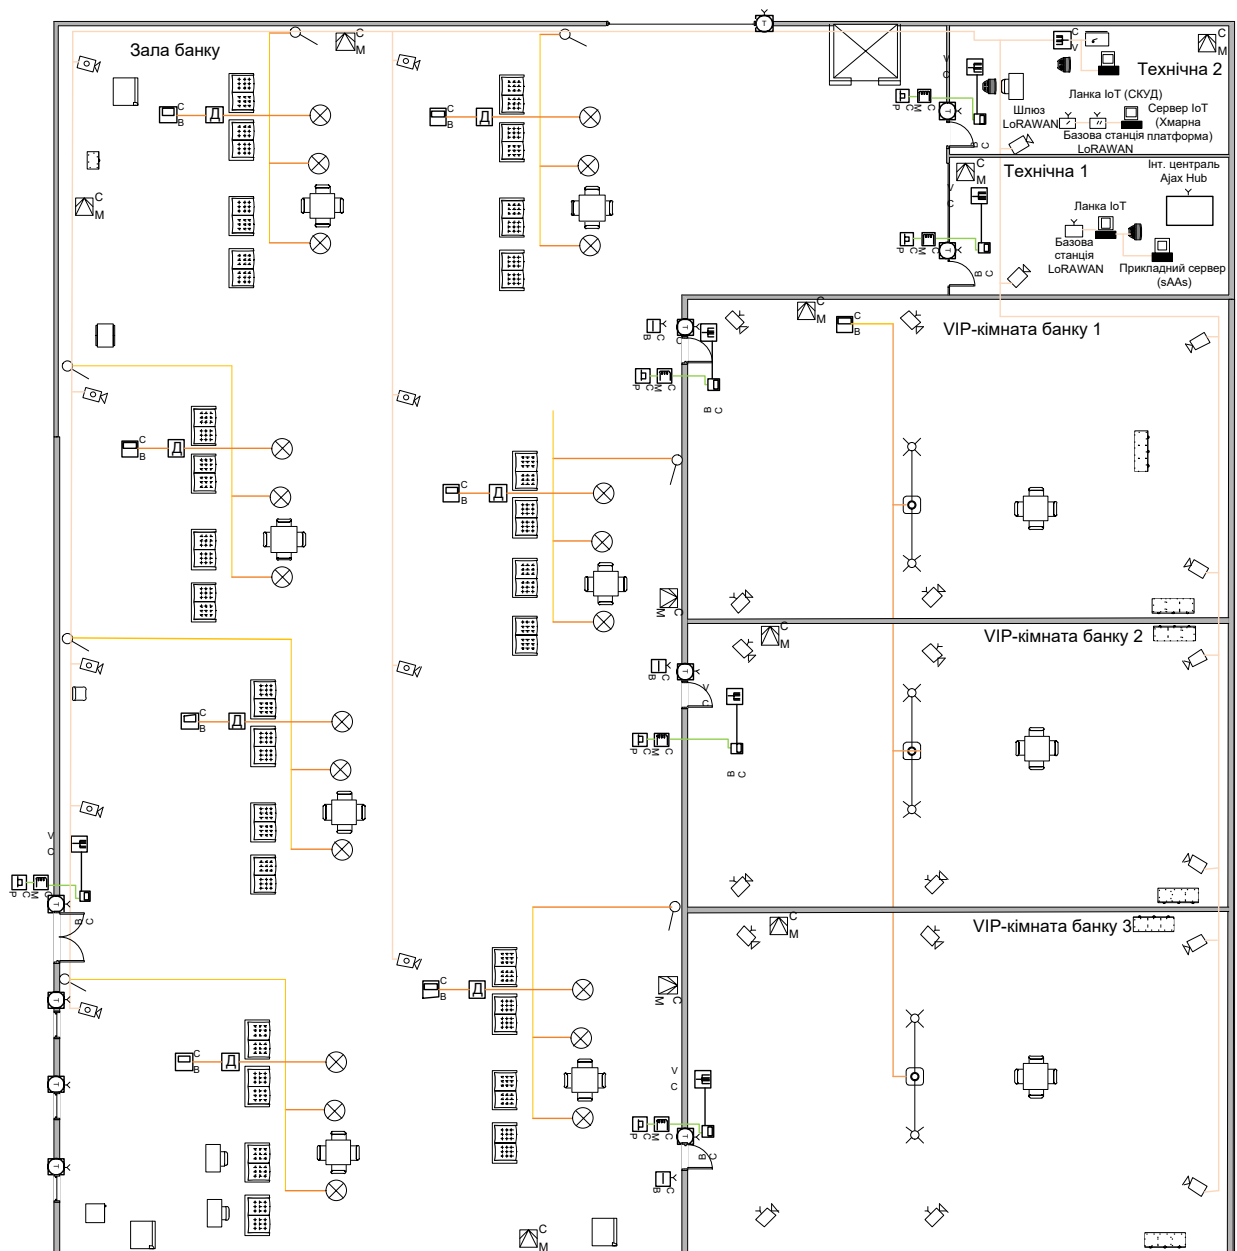 Зала банку
Технічна 2
Ланка IoT (СКУД)
Шлюз
LoRAWAN
Сервер IoT
(Хмарна
платформа)
Базова станція
LoRAWAN
Технічна 1
Інт. централь
Ajax Hub
Ланка IoT
Базова
станція
LoRAWAN
Прикладний сервер
(sAAs)
VIP-кімната банку 1
VIP-кімната банку 2
VIP-кімната банку 3